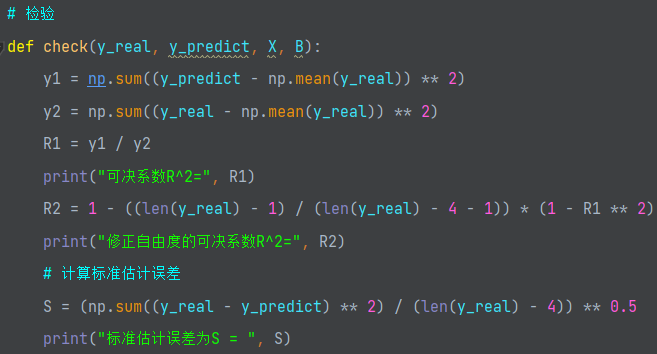 # 检验
def check(y_real, y_predict, X, B):
    y1 = np.sum((y_predict - np.mean(y_real)) ** 2)
    y2 = np.sum((y_real - np.mean(y_real)) ** 2)
    R1 = y1 / y2
    print("可决系数R^2=", R1)
    R2 = 1 - ((len(y_real) - 1) / (len(y_real) - 4 - 1)) * (1 - R1 ** 2)
    print("修正自由度的可决系数R^2=", R2)
    # 计算标准估计误差
    S = (np.sum((y_real - y_predict) ** 2) / (len(y_real) - 4)) ** 0.5
    print("标准估计误差为S = ", S)